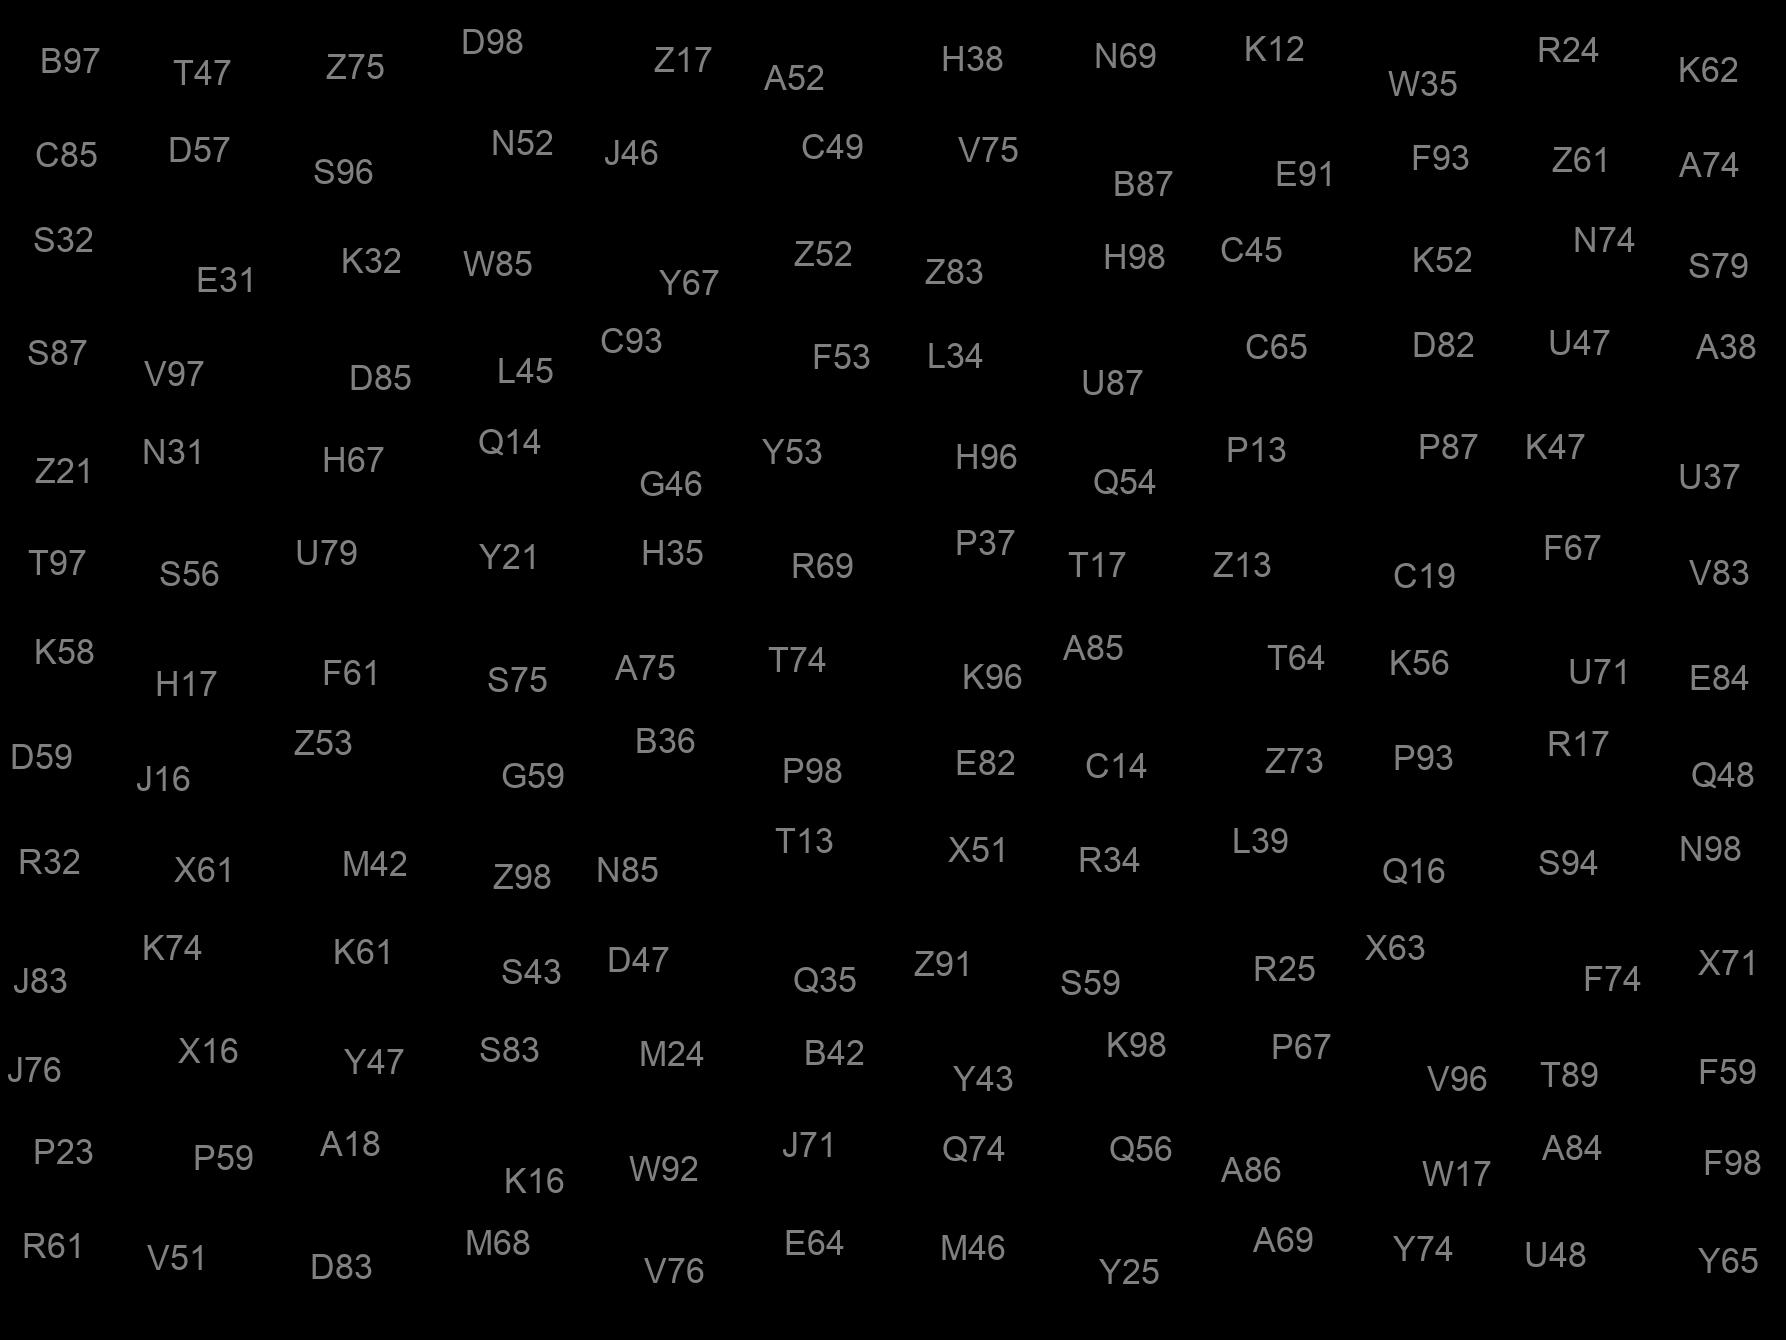 B97 T47 Z75 D98 Z17 A52 H38 N69 K12 W35 R24 K62
C85 D57 S96 N52 J46 C49 V75 B87 E91 F93 Z61 A74
S32 E31 K32 W85 Y67 Z52 Z83 H98 C45 K52 N74 S79
S87 V97 D85 L45 C93 F53 L34 U87 C65 D82 U47 A38
Z21 N31 H67 Q14 G46 Y53 H96 Q54 P13 P87 K47 U37
T97 S56 U79 Y21 H35 R69 P37 T17 Z13 C19 F67 V83
K58 H17 F61 S75 A75 T74 K96 A85 T64 K56 U71 E84
D59 J16 Z53 G59 B36 P98 E82 C14 Z73 P93 R17 Q48
R32 X61 M42 Z98 N85 T13 X51 R34 L39 Q16 S94 N98
J83 K74 K61 S43 D47 Q35 Z91 S59 R25 X63 F74 X71
J76 X16 Y47 S83 M24 B42 Y43 K98 P67 V96 T89 F59
P23 P59 A18 K16 W92 J71 Q74 Q56 A86 W17 A84 F98
R61 V51 D83 M68 V76 E64 M46 Y25 A69 Y74 U48 Y65